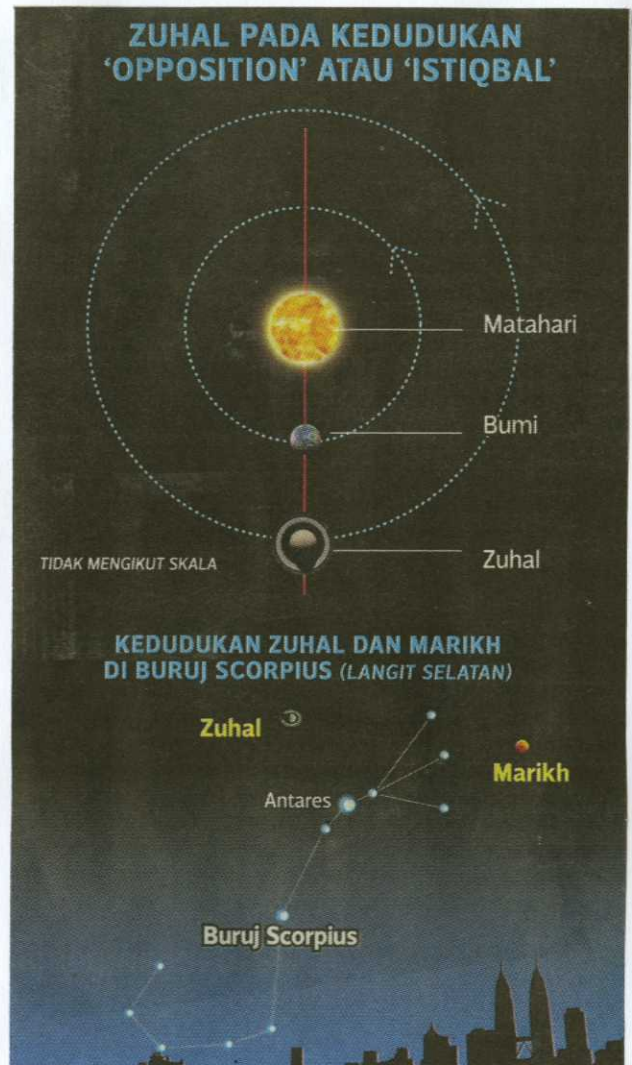 ZUHAL PADA KEDUDUKAN
‘OPPOSITION’ ATAU ‘ISTIQBAL’
Matahari
Bumi
Zuhal
TIDAK MENGIKUT SKALA
KEDUDUKAN ZUHAL DAN MARIKH
DI BURUJ SCORPIUS (LANGIT SELATAN)
Zuhal
Marikh
Antares
Buruj Scorpius